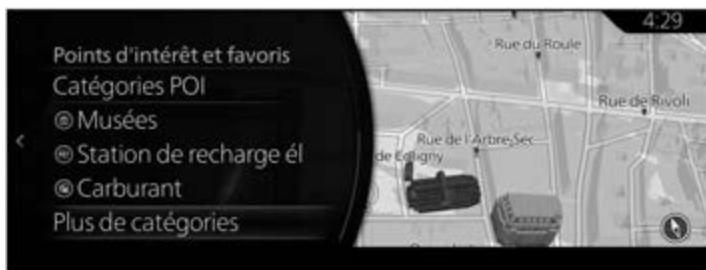 4:29
Points d'intérêt et favoris
Catégories POI
Musées
Station de recharge él
Carburant
Plus de catégories
Rue du Roule
Rue de Rivoli
Rue de l'Arbre-Sec
de Coligny